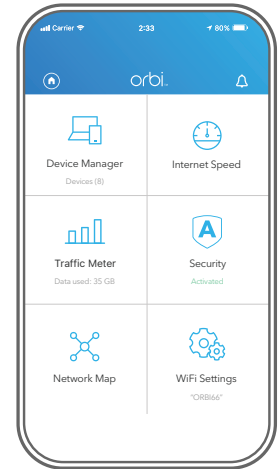 Carrier 2:33 80%
orbi™
Device Manager
Devices (8)
Internet Speed
Traffic Meter
Data used: 35 GB
A
Security
Activated
Network Map
WiFi Settings
"ORBI66"